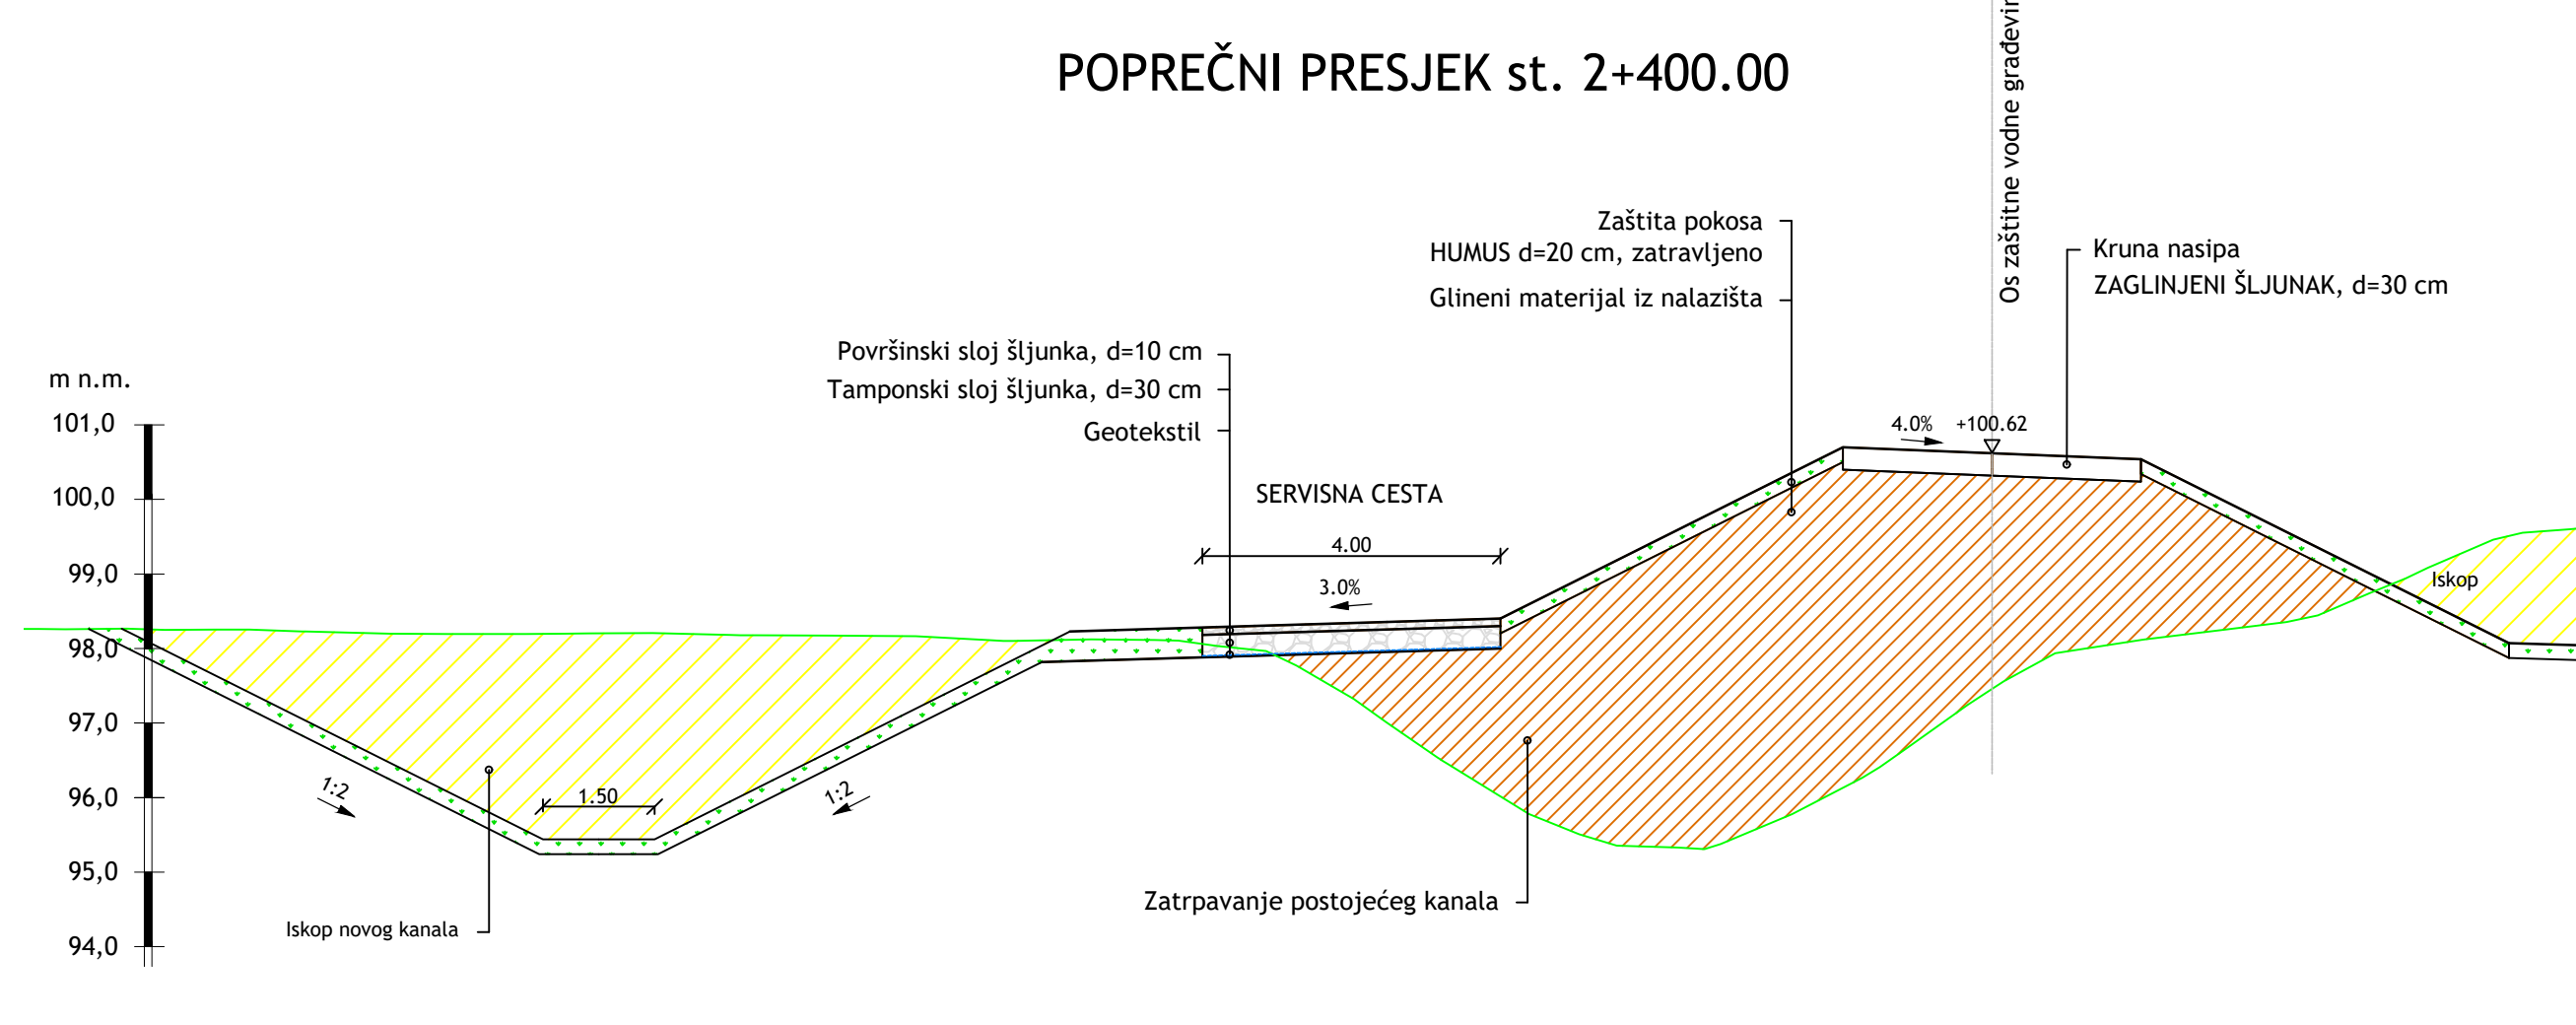 POPREČNI PRESJEK st. 2+400.00
Os zaštitne vodne
Zaštita pokosa
HUMUS d=20 cm, zatravljeno
Glineni materijal iz nalazišta
Kruna nasipa
ZAGLINJENI ŠLJUNAK, d=30 cm
Površinski sloj šljunka, d=10 cm
Tamponski sloj šljunka, d=30 cm
Geotekstil
m n.m.
101,0
100,0
99,0
98,0
97,0
96,0
95,0
94,0
4.0%
+100.62
SERVISNA CESTA
4.00
3.0%
Iskop
1:2
1.50
1:2
Zatrpavanje postojećeg kanala
Iskop novog kanala